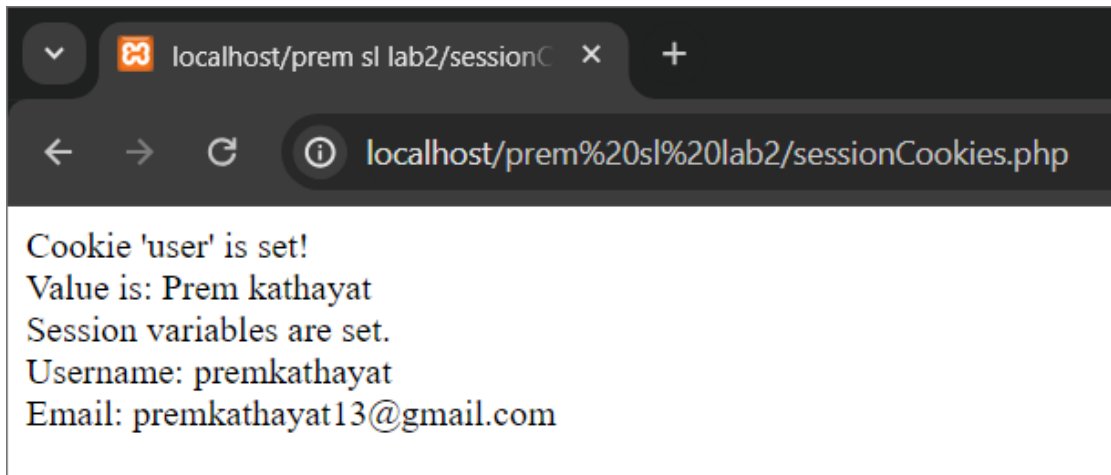 localhost/prem sl lab2/sessionC
localhost/prem%20sl%20lab2/sessionCookies.php
Cookie 'user' is set!
Value is: Prem kathayat
Session variables are set.
Username: premkathayat
Email: premkathayat13@gmail.com